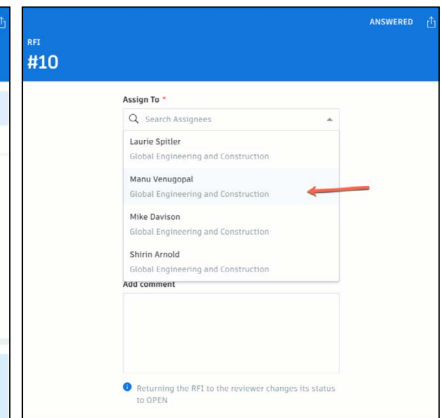 ANSWERED
RFI
#10
Assign To *
Search Assignees
Laurie Spitler
Global Engineering and Construction
Manu Venugopal
Global Engineering and Construction
Mike Davison
Global Engineering and Construction
Shirin Arnold
Global Engineering and Construction
Add comment
Returning the RFI to the reviewer changes its status
to OPEN